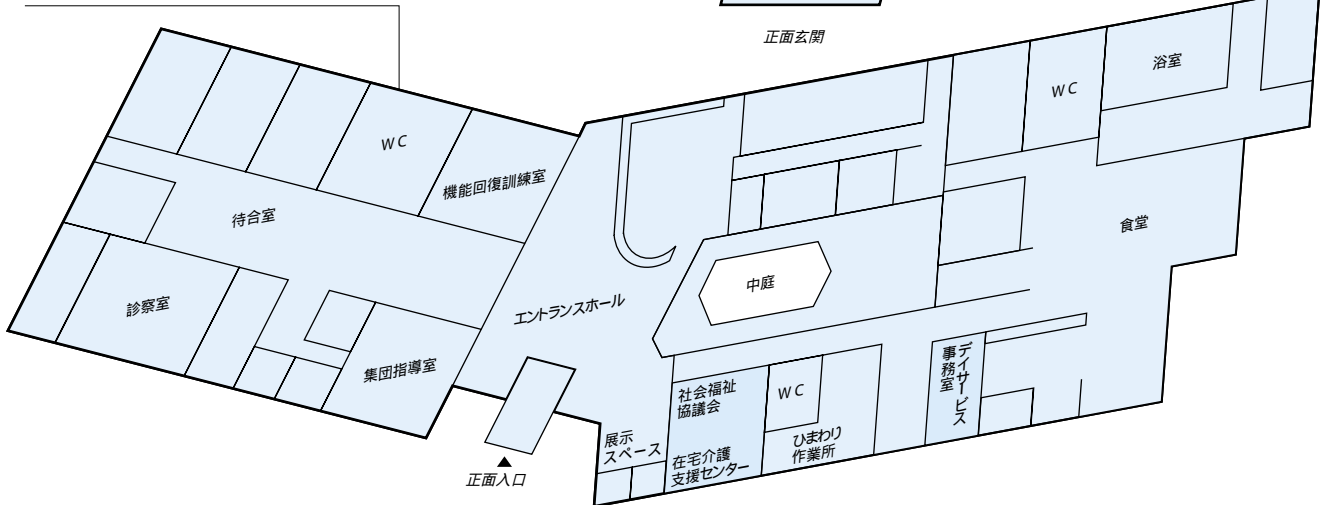 正面玄関
浴室
WC
WC
機能回復訓練室
待合室
食堂
中庭
診察室
エントランスホール
集団指導室
デイサービス
事務室
社会福祉
協議会
WC
ひまわり
作業所
展示
スペース
在宅介護
支援センター
正面入口